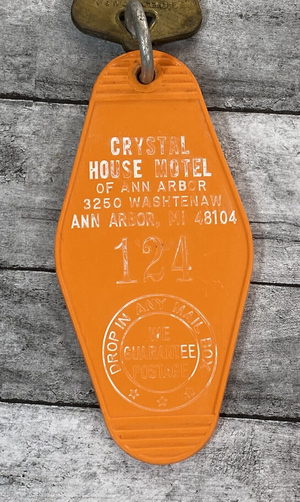 CRYSTAL
HOUSE MOTEL
OF ANN ARBOR
3250 WASHTENAW
ANN ARBOR, MI 48104
124
DROP IN ANY MAIL BOX
WE
GUARANTEE
POSTAGE